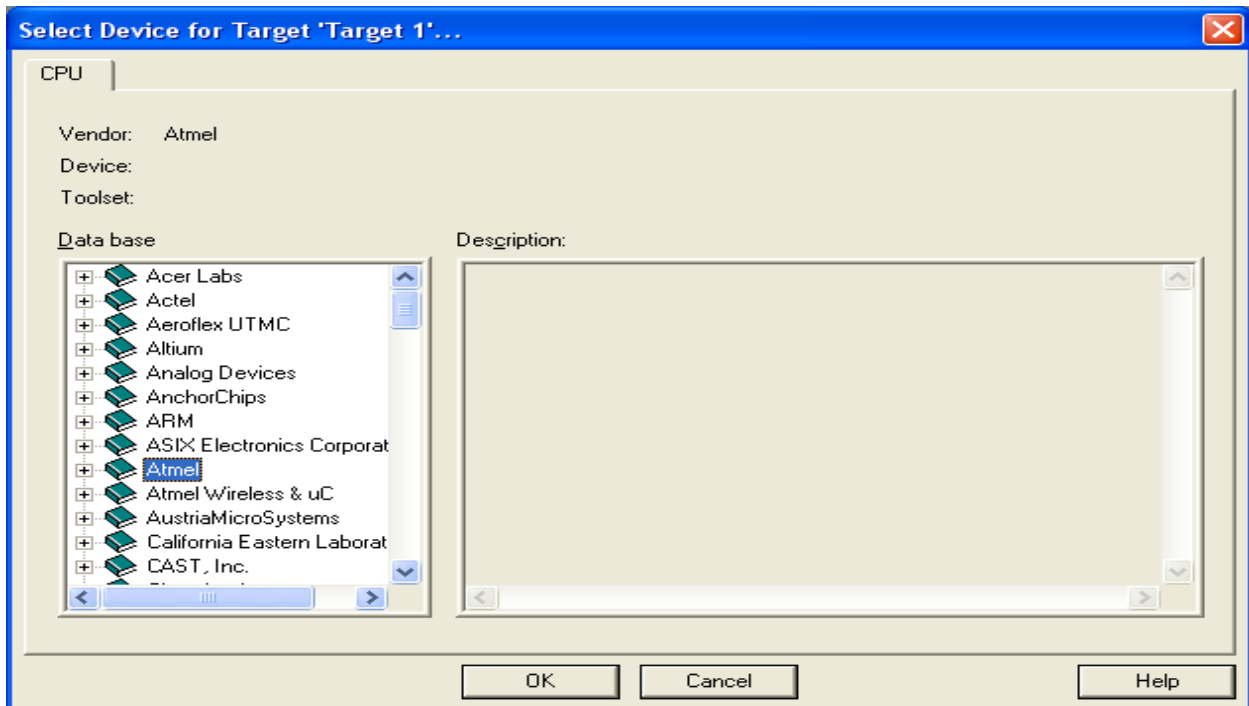 Select Device for Target 'Target 1'...
CPU
Vendor: Atmel
Device:
Toolset:
Data base
Description:
Acer Labs
Actel
Aeroflex UTMC
Altium
Analog Devices
AnchorChips
ARM
ASIX Electronics Corporat
Atmel
Atmel Wireless & uC
AustriaMicroSystems
California Eastern Laborat
CAST, Inc.
OK
Cancel
Help